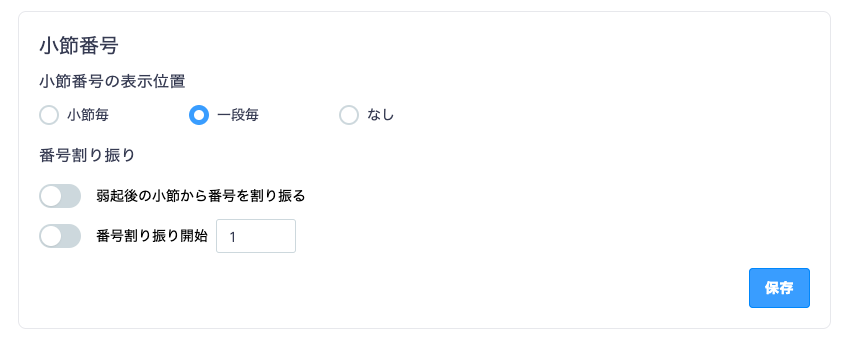 小節番号
小節番号の表示位置
小節毎 一段毎 なし
番号割り振り
弱起後の小節から番号を割り振る
番号割り振り開始 1
保存